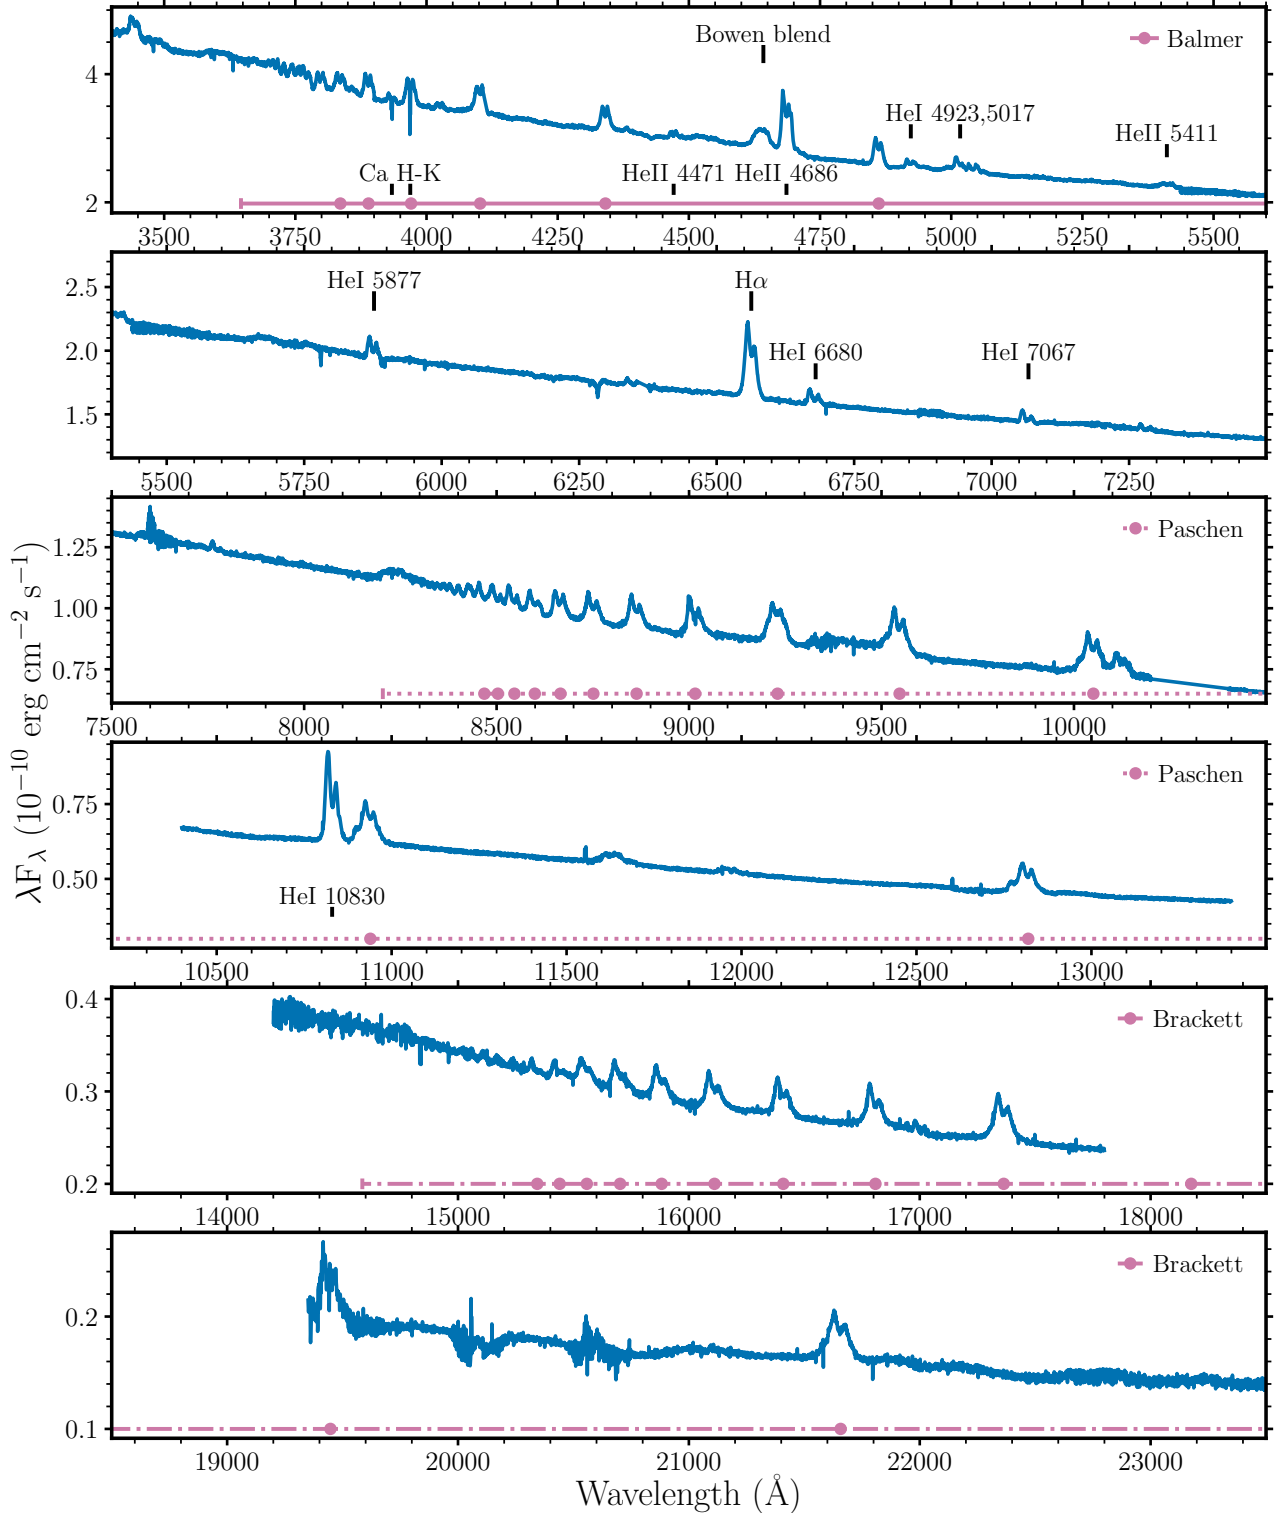 Bowen blend
Balmer
HeI 4923,5017
HeII 5411
Ca H-K
HeII 4471
HeII 4686
4
2
3500 3750 4000 4250 4500 4750 5000 5250 5500
HeI 5877
Hα
HeI 6680
HeI 7067
2.5
2.0
1.5
5500 5750 6000 6250 6500 6750 7000 7250
Paschen
1.25
1.00
0.75
7500 8000 8500 9000 9500 10000
Paschen
0.75
0.50
HeI 10830
10500 11000 11500 12000 12500 13000
λF_λ (10⁻¹⁰ erg cm⁻² s⁻¹)
Brackett
0.4
0.3
0.2
14000 15000 16000 17000 18000
Brackett
0.2
0.1
19000 20000 21000 22000 23000
Wavelength (Å)